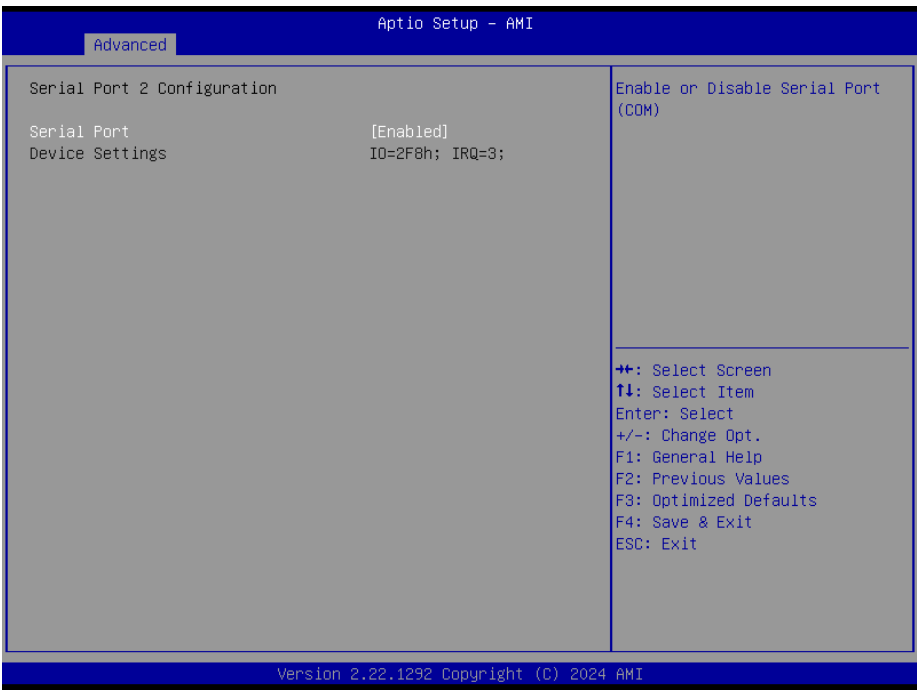 Aptio Setup – AMI
Advanced
Serial Port 2 Configuration
Serial Port [Enabled]
Device Settings IO=2F8h; IRQ=3;
Enable or Disable Serial Port
(COM)
→←: Select Screen
↑↓: Select Item
Enter: Select
+/-: Change Opt.
F1: General Help
F2: Previous Values
F3: Optimized Defaults
F4: Save & Exit
ESC: Exit
Version 2.22.1292 Copyright (C) 2024 AMI